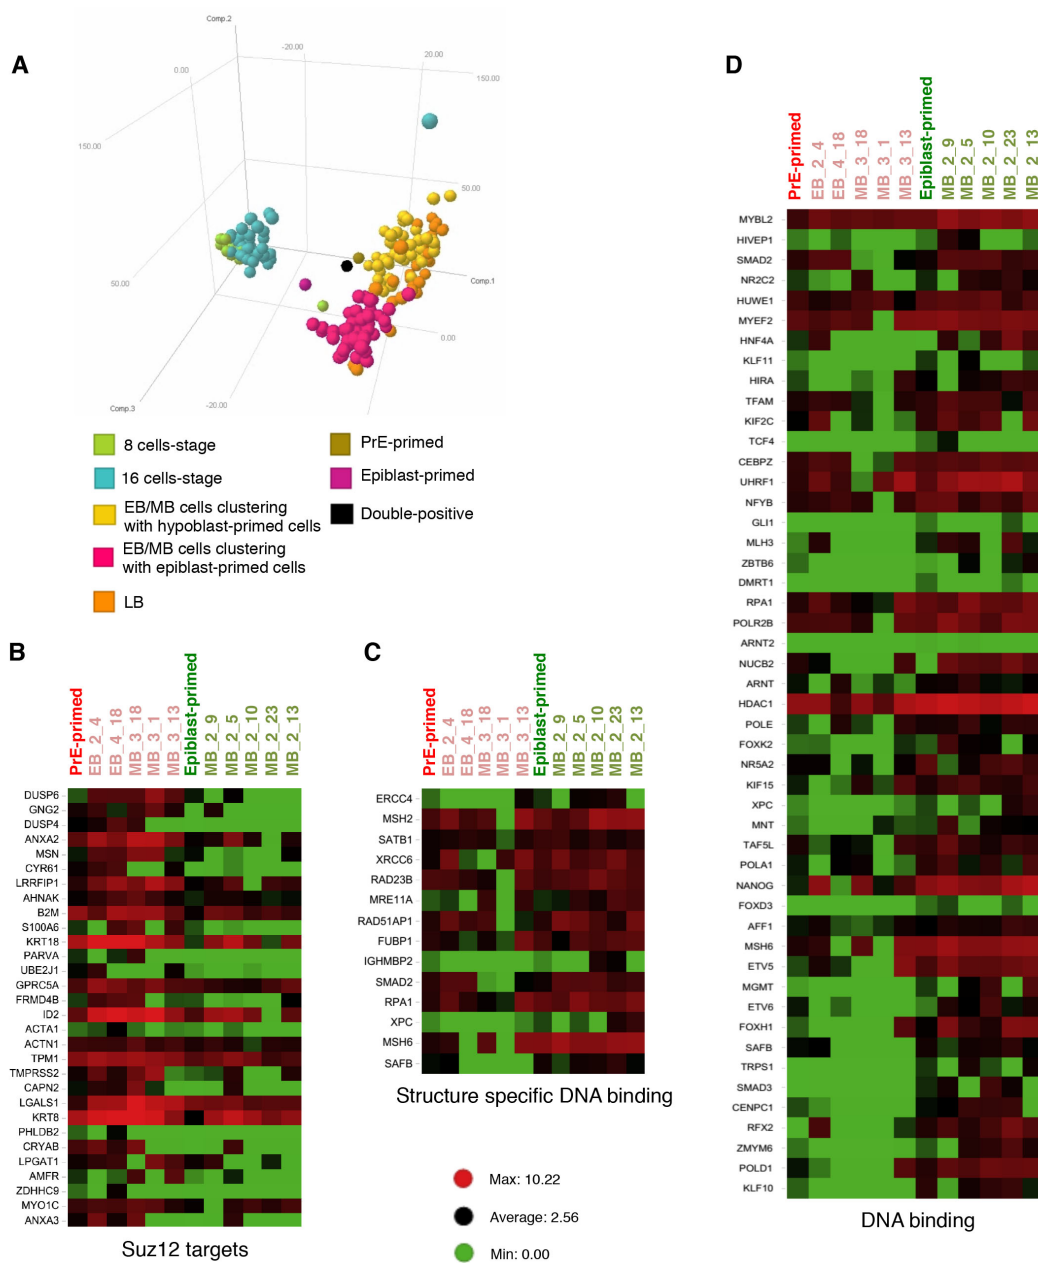 A
Comp.2
-20.00
20.00
150.00
0.00
150.00
50.00
Comp.1
50.00
0.00
-20.00
Comp.3
8 cells-stage
16 cells-stage
EB/MB cells clustering
with hypoblast-primed cells
EB/MB cells clustering
with epiblast-primed cells
LB
PrE-primed
Epiblast-primed
Double-positive
B
PrE-primed
EB_2_4
EB_4_18
MB_3_18
MB_3_1
MB_3_13
Epiblast-primed
MB_2_9
MB_2_5
MB_2_10
MB_2_23
MB_2_13
DUSP6
GNG2
DUSP4
ANXA2
MSN
CYR61
LRRFIP1
AHNAK
B2M
S100A6
KRT18
PARVA
UBE2J1
GPRC5A
FRMD4B
ID2
ACTA1
ACTN1
TPM1
TMPRSS2
CAPN2
LGALS1
KRT8
PHLDB2
CRYAB
LPGAT1
AMFR
ZDHHC9
MYO1C
ANXA3
Suz12 targets
C
PrE-primed
EB_2_4
EB_4_18
MB_3_18
MB_3_1
MB_3_13
Epiblast-primed
MB_2_9
MB_2_5
MB_2_10
MB_2_23
MB_2_13
ERCC4
MSH2
SATB1
XRCC6
RAD23B
MRE11A
RAD51AP1
FUBP1
IGHMBP2
SMAD2
RPA1
XPC
MSH6
SAFB
Structure specific DNA binding
Max: 10.22
Average: 2.56
Min: 0.00
D
PrE-primed
EB_2_4
EB_4_18
MB_3_18
MB_3_1
MB_3_13
Epiblast-primed
MB_2_9
MB_2_5
MB_2_10
MB_2_23
MB_2_13
MYBL2
HIVEP1
SMAD2
NR2C2
HUWE1
MYEF2
HNF4A
KLF11
HIRA
TFAM
KIF2C
TCF4
CEBPZ
UHRF1
NFYB
GLI1
MLH3
ZBTB6
DMRT1
RPA1
POLR2B
ARNT2
NUCB2
ARNT
HDAC1
POLE
FOXK2
NR5A2
KIF15
XPC
MNT
TAF5L
POLA1
NANOG
FOXD3
AFF1
MSH6
ETV5
MGMT
ETV6
FOXH1
SAFB
TRPS1
SMAD3
CENPC1
RFX2
ZMYM6
POLD1
KLF10
DNA binding